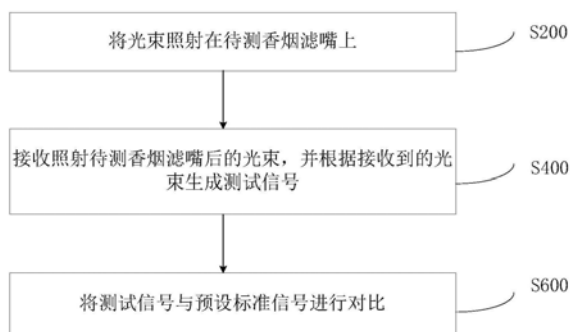 将光束照射在待测香烟滤嘴上
S200
接收照射待测香烟滤嘴后的光束，并根据接收到的光
束生成测试信号
S400
将测试信号与预设标准信号进行对比
S600